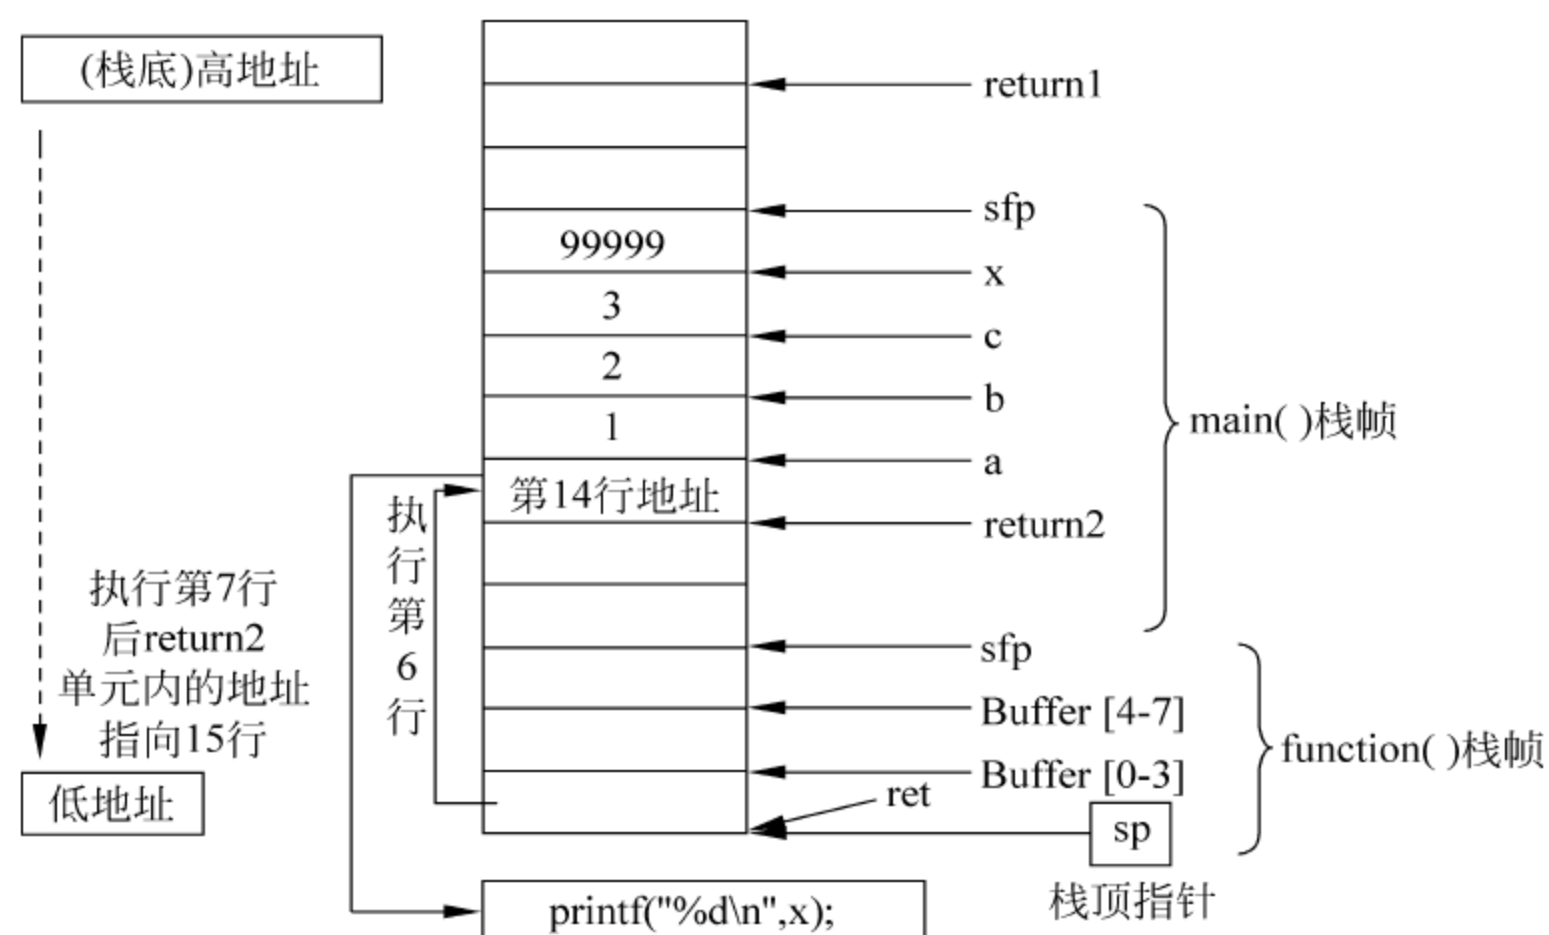 (栈底)高地址
return1
sfp
99999
x
3
c
2
b
1
a
main( )栈帧
第14行地址
return2
执
行
第
6
行
执行第7行
后return2
单元内的地址
指向15行
sfp
Buffer [4-7]
Buffer [0-3]
function( )栈帧
低地址
ret
sp
栈顶指针
printf("%d\n",x);